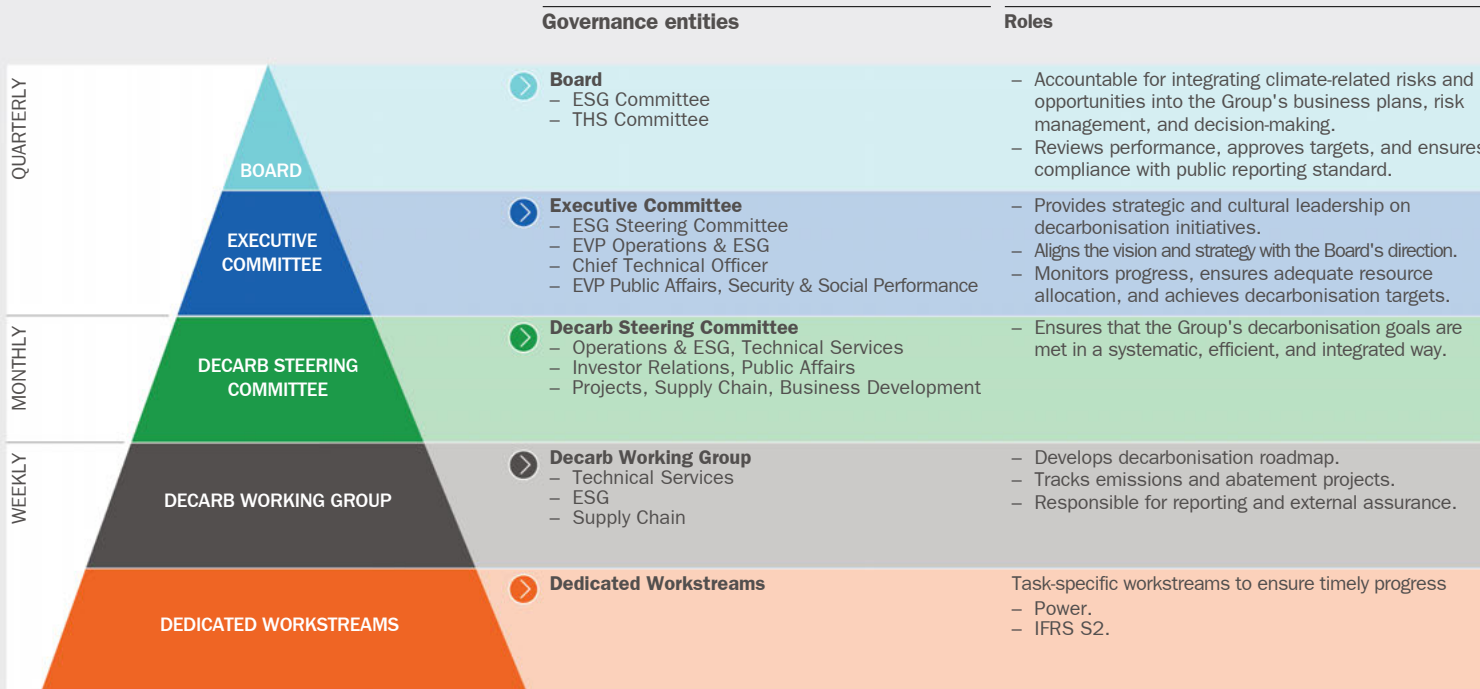 Governance entities
Roles
QUARTERLY
BOARD
Board
– ESG Committee
– THS Committee
– Accountable for integrating climate-related risks and
opportunities into the Group's business plans, risk
management, and decision-making.
– Reviews performance, approves targets, and ensures
compliance with public reporting standard.
EXECUTIVE
COMMITTEE
Executive Committee
– ESG Steering Committee
– EVP Operations & ESG
– Chief Technical Officer
– EVP Public Affairs, Security & Social Performance
– Provides strategic and cultural leadership on
decarbonisation initiatives.
– Aligns the vision and strategy with the Board's direction.
– Monitors progress, ensures adequate resource
allocation, and achieves decarbonisation targets.
MONTHLY
DECARB STEERING
COMMITTEE
Decarb Steering Committee
– Operations & ESG, Technical Services
– Investor Relations, Public Affairs
– Projects, Supply Chain, Business Development
– Ensures that the Group's decarbonisation goals are
met in a systematic, efficient, and integrated way.
WEEKLY
DECARB WORKING GROUP
Decarb Working Group
– Technical Services
– ESG
– Supply Chain
– Develops decarbonisation roadmap.
– Tracks emissions and abatement projects.
– Responsible for reporting and external assurance.
DEDICATED WORKSTREAMS
Dedicated Workstreams
Task-specific workstreams to ensure timely progress
– Power.
– IFRS S2.